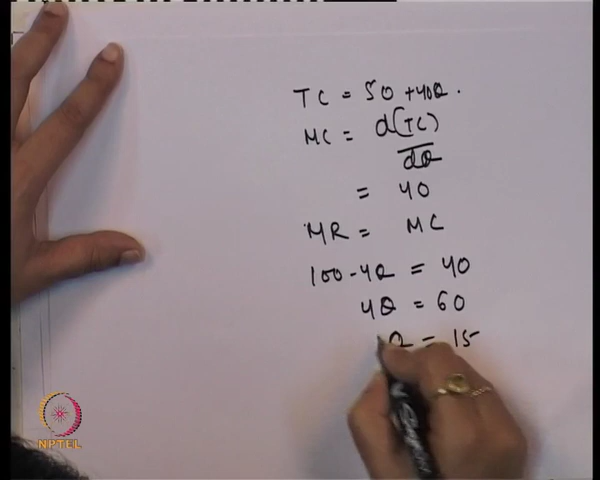 TC = 50 + 40Q.
MC = d(TC)
dQ
= 40
MR = MC
100 - 4Q = 40
4Q = 60
Q = 15
NPTEL